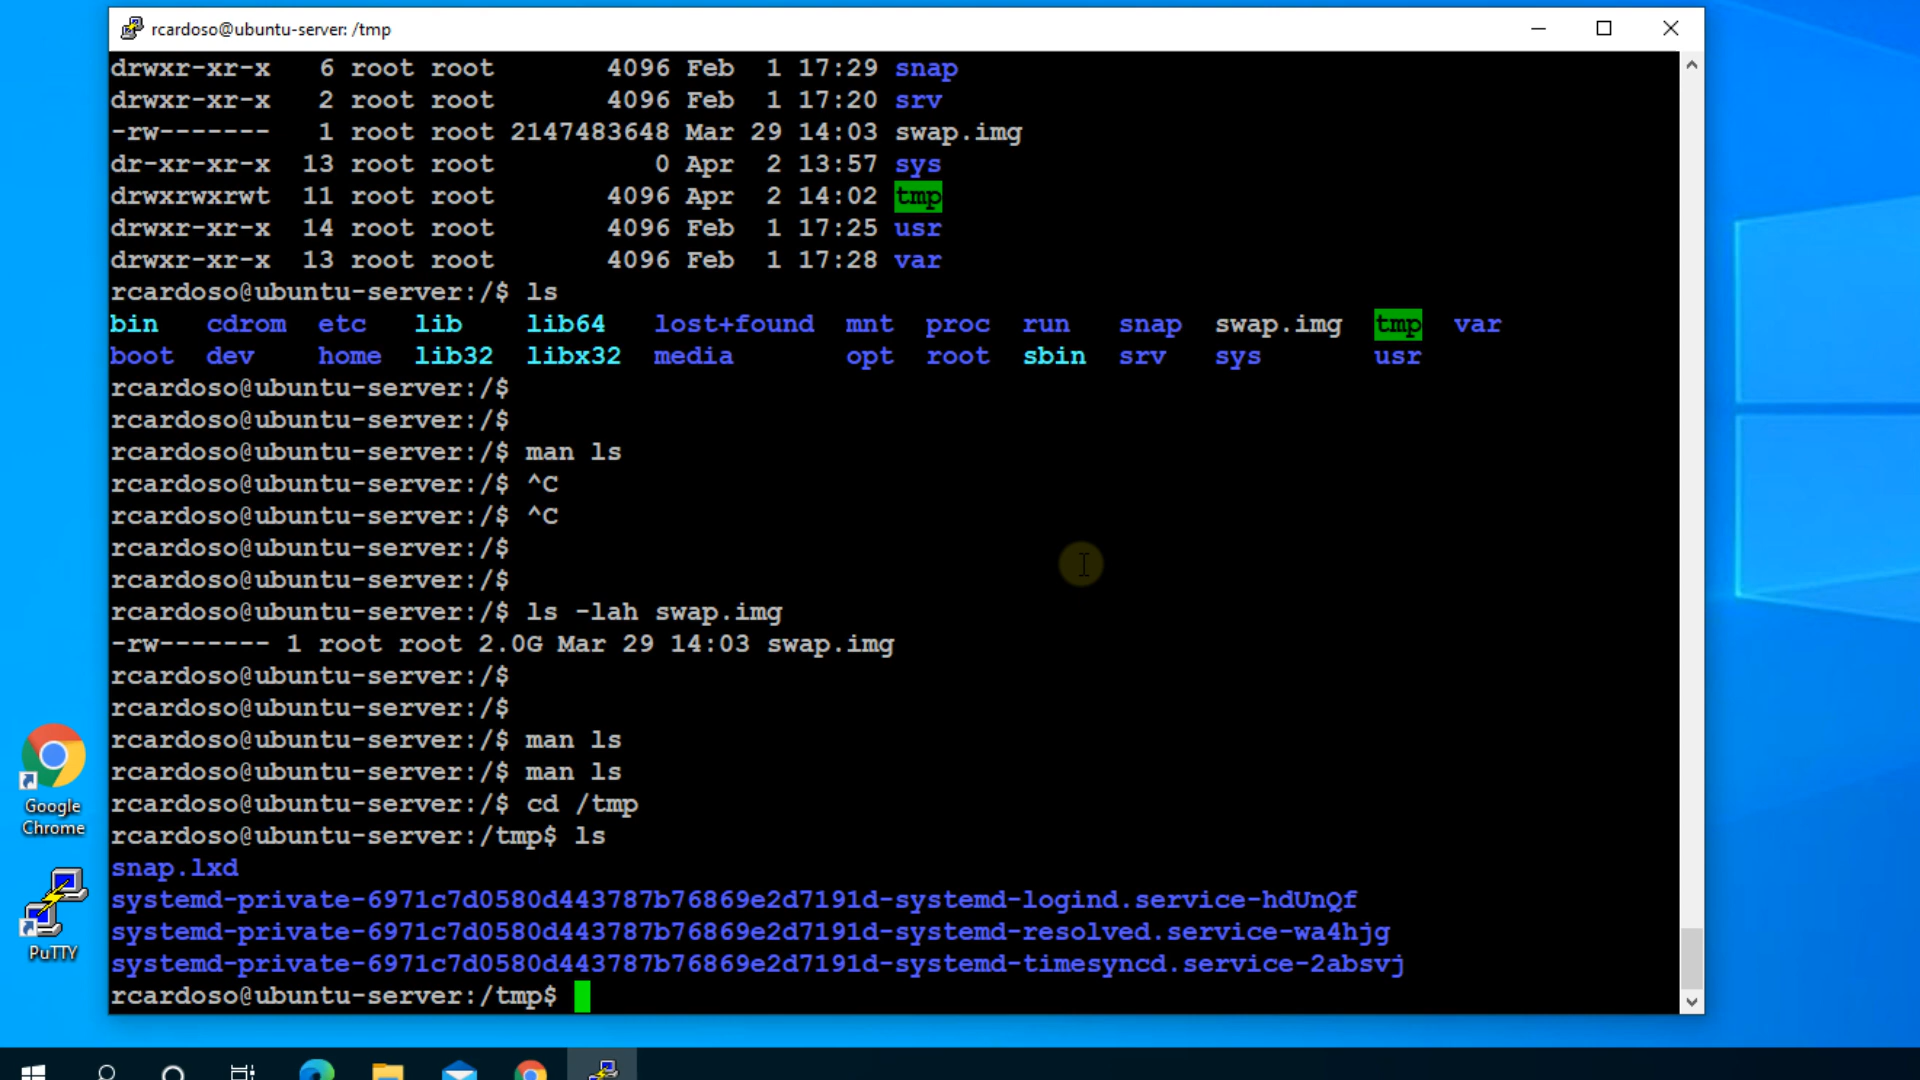 rcardoso@ubuntu-server: /tmp
drwxr-xr-x   6 root root       4096 Feb  1 17:29 snap
drwxr-xr-x   2 root root       4096 Feb  1 17:20 srv
-rw-------   1 root root 2147483648 Mar 29 14:03 swap.img
dr-xr-xr-x  13 root root          0 Apr  2 13:57 sys
drwxrwxrwt  11 root root       4096 Apr  2 14:02 tmp
drwxr-xr-x  14 root root       4096 Feb  1 17:25 usr
drwxr-xr-x  13 root root       4096 Feb  1 17:28 var
rcardoso@ubuntu-server:/$ ls
bin   cdrom  etc   lib    lib64   lost+found  mnt  proc  run   snap  swap.img  tmp  var
boot  dev    home  lib32  libx32  media       opt  root  sbin  srv   sys       usr
rcardoso@ubuntu-server:/$
rcardoso@ubuntu-server:/$
rcardoso@ubuntu-server:/$ man ls
rcardoso@ubuntu-server:/$ ^C
rcardoso@ubuntu-server:/$ ^C
rcardoso@ubuntu-server:/$
rcardoso@ubuntu-server:/$
rcardoso@ubuntu-server:/$ ls -lah swap.img
-rw------- 1 root root 2.0G Mar 29 14:03 swap.img
rcardoso@ubuntu-server:/$
rcardoso@ubuntu-server:/$
rcardoso@ubuntu-server:/$ man ls
rcardoso@ubuntu-server:/$ man ls
rcardoso@ubuntu-server:/$ cd /tmp
rcardoso@ubuntu-server:/tmp$ ls
snap.lxd
systemd-private-6971c7d0580d443787b76869e2d7191d-systemd-logind.service-hdUnQf
systemd-private-6971c7d0580d443787b76869e2d7191d-systemd-resolved.service-wa4hjg
systemd-private-6971c7d0580d443787b76869e2d7191d-systemd-timesyncd.service-2absvj
rcardoso@ubuntu-server:/tmp$
Google
Chrome
PuTTY